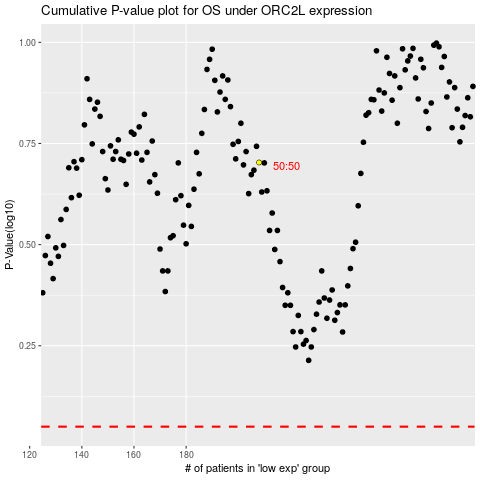 Cumulative P-value plot for OS under ORC2L expression
P-Value(log10)
1.00
0.75
0.50
0.25
50:50
120 140 160 180
# of patients in 'low exp' group